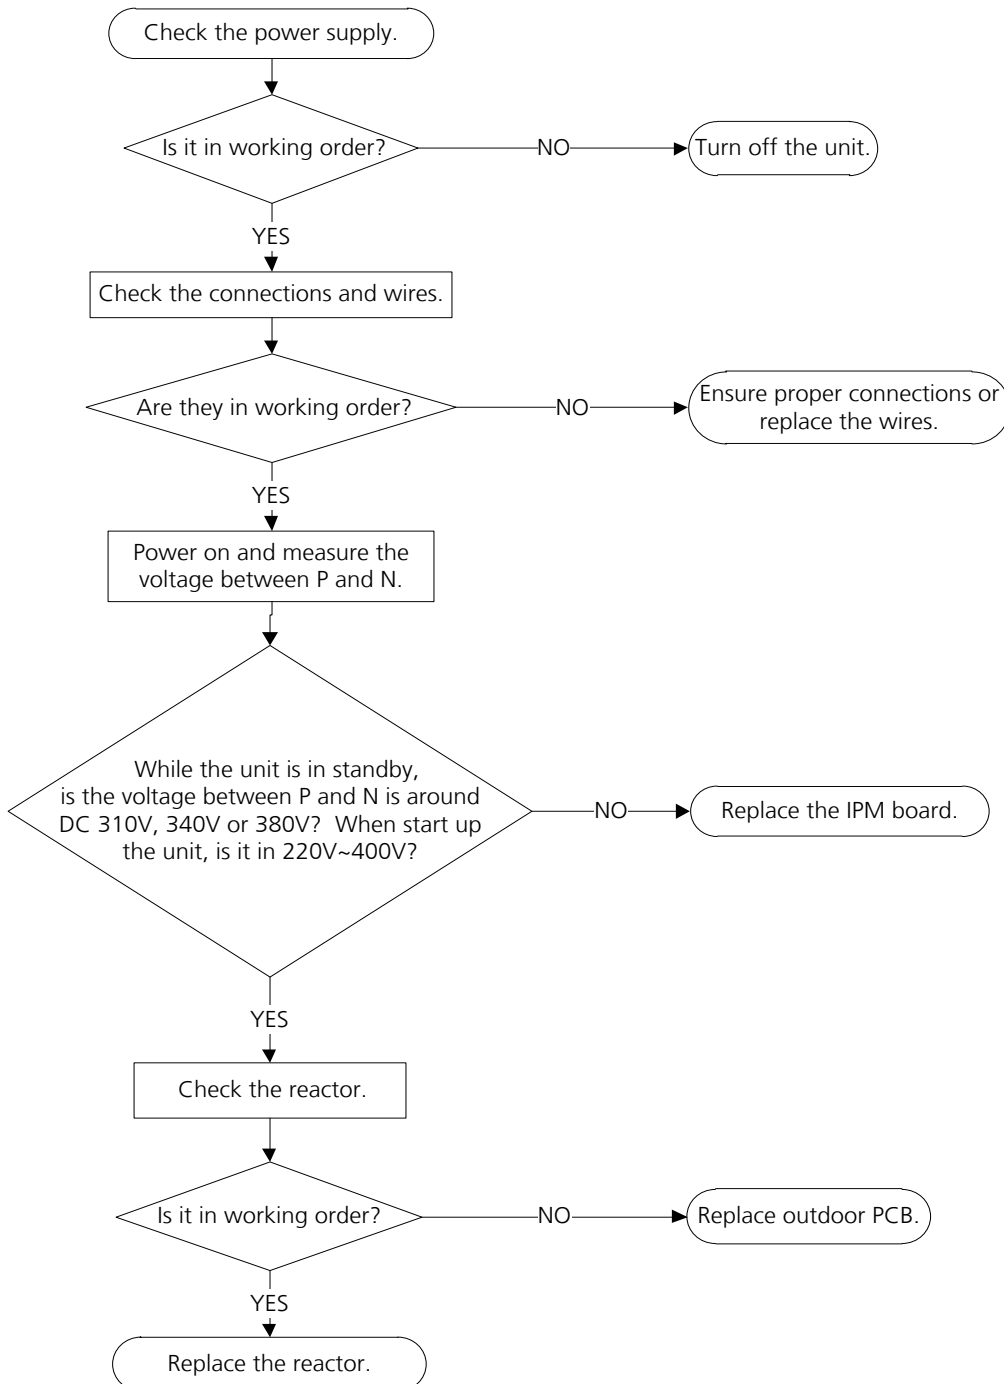 Check the power supply.
Is it in working order?
NO
Turn off the unit.
YES
Check the connections and wires.
Are they in working order?
NO
Ensure proper connections or
replace the wires.
YES
Power on and measure the
voltage between P and N.
While the unit is in standby,
is the voltage between P and N is around
DC 310V, 340V or 380V?  When start up
the unit, is it in 220V~400V?
NO
Replace the IPM board.
YES
Check the reactor.
Is it in working order?
NO
Replace outdoor PCB.
YES
Replace the reactor.